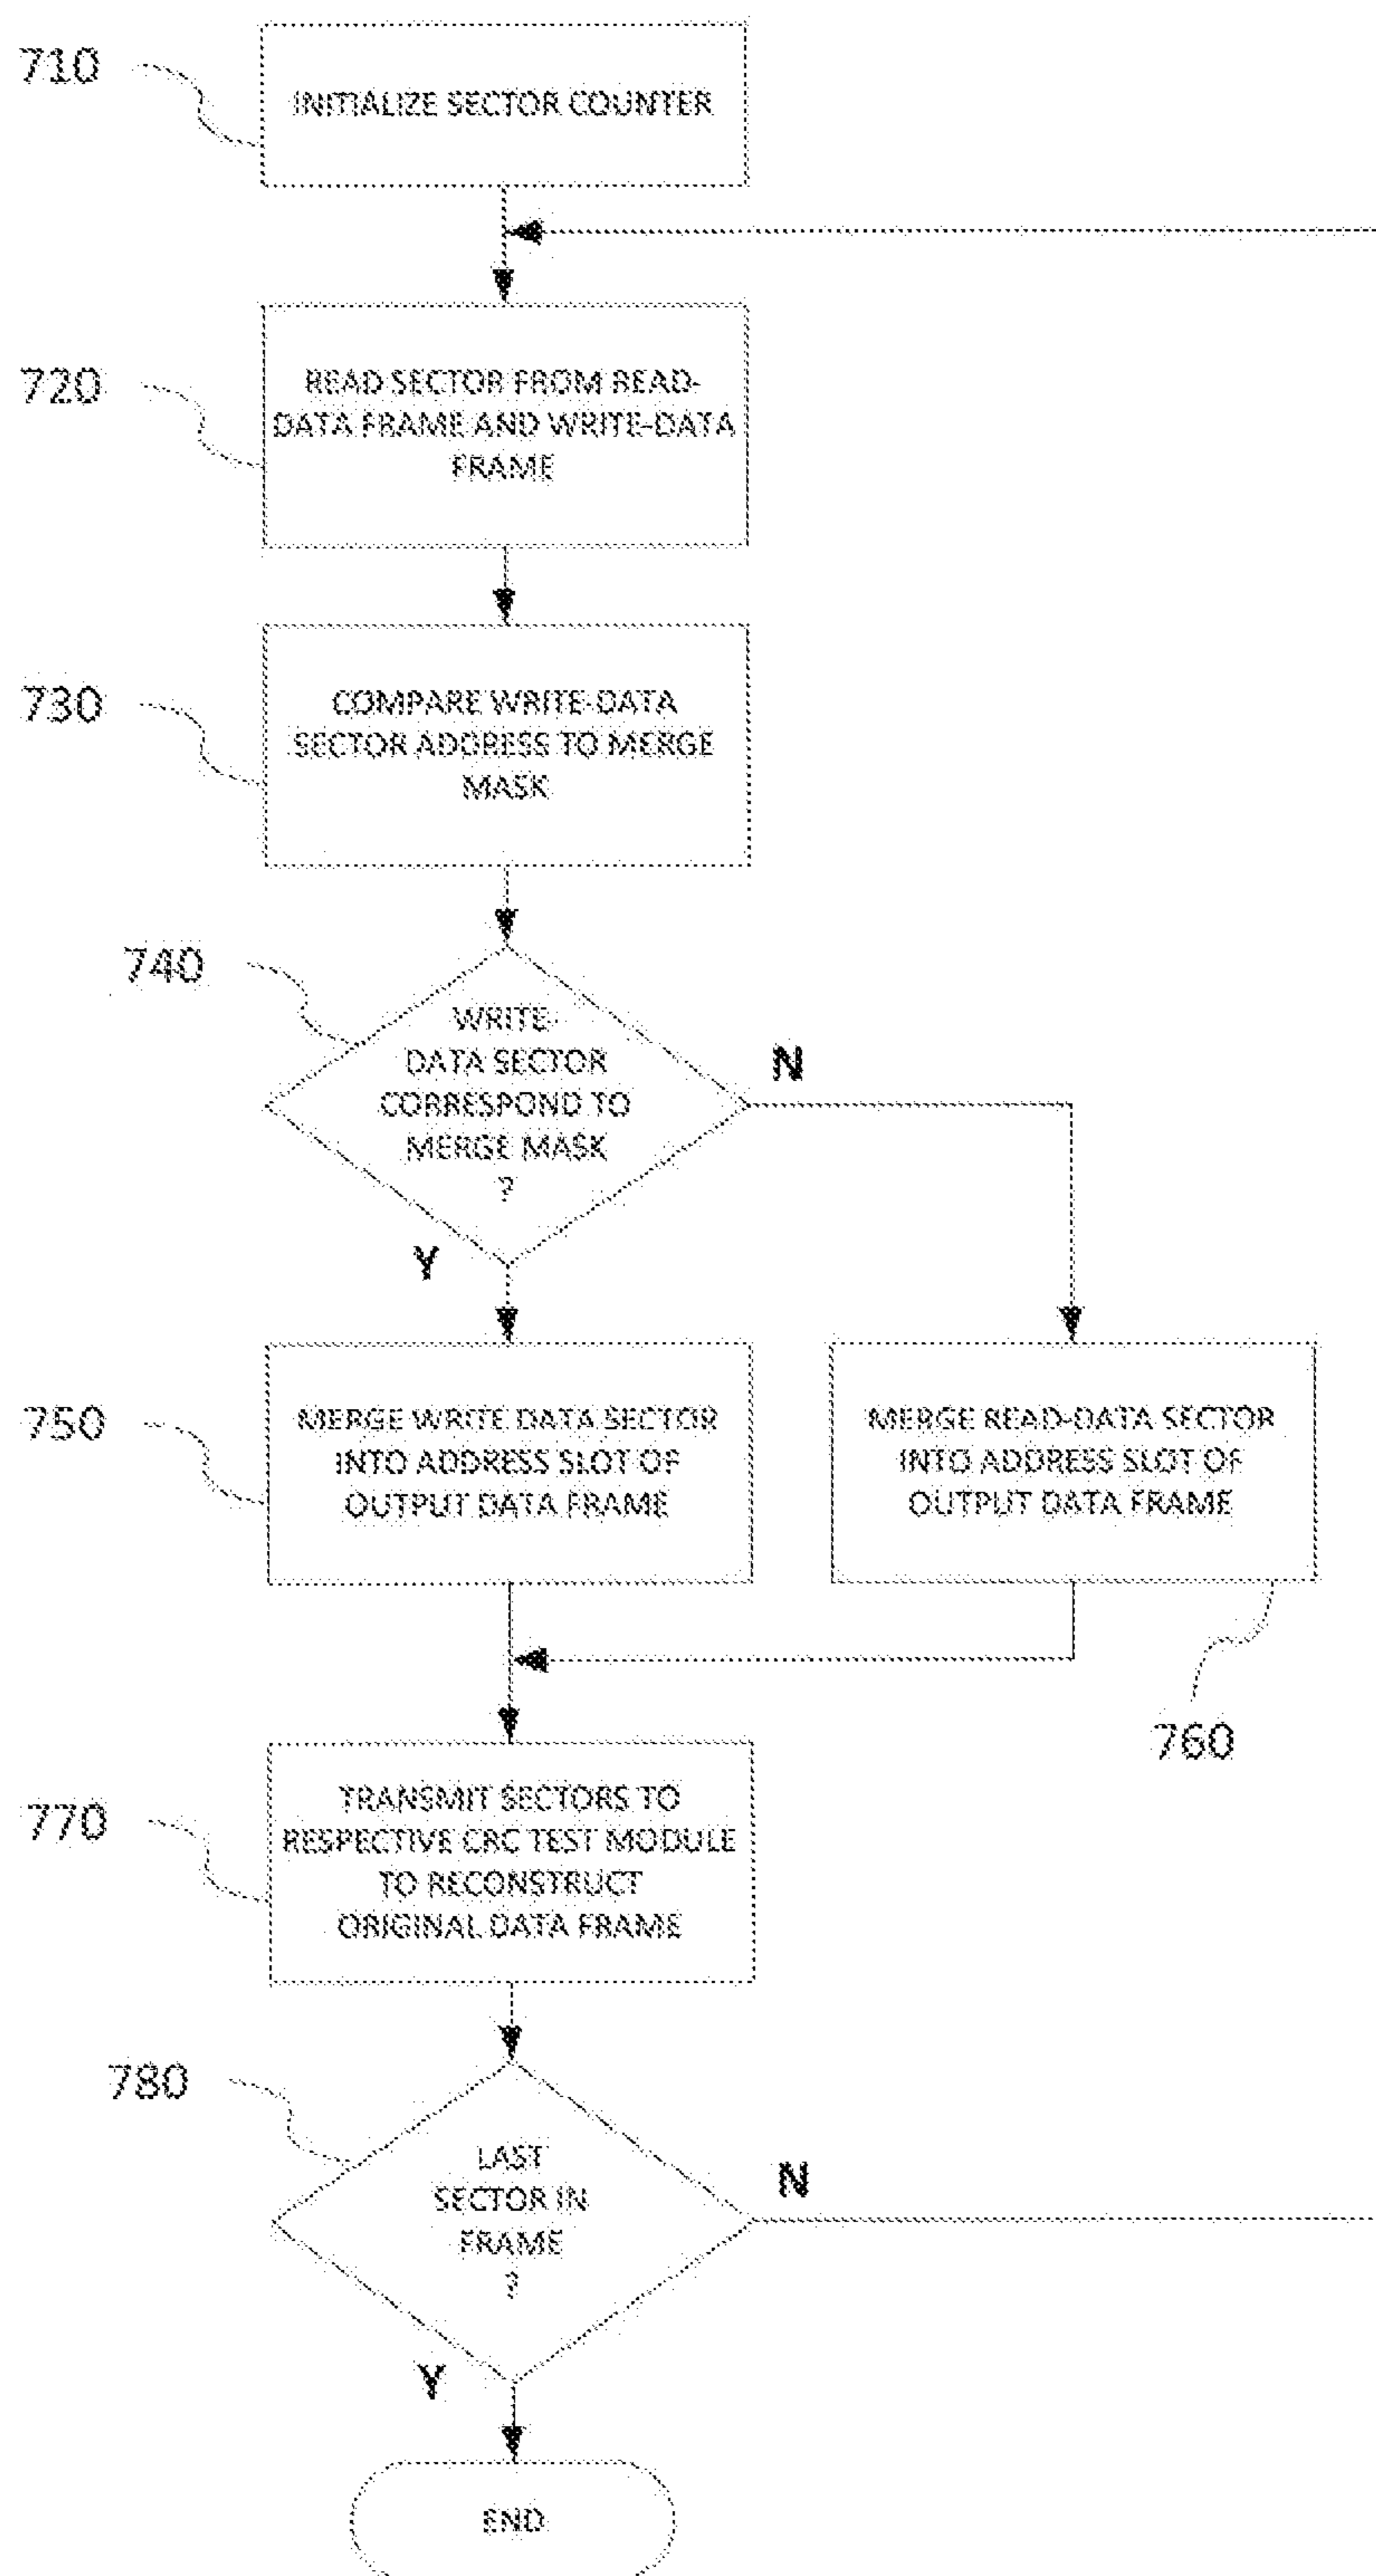 710
INITIALIZE SECTOR COUNTER
720
READ SECTOR FROM READ-
DATA FRAME AND WRITE-DATA
FRAME
730
COMPARE WRITE-DATA
SECTOR ADDRESS TO MERGE
MASK
740
WRITE-
DATA SECTOR
CORRESPOND TO
MERGE MASK
?
N
Y
750
MERGE WRITE DATA SECTOR
INTO ADDRESS SLOT OF
OUTPUT DATA FRAME
MERGE READ-DATA SECTOR
INTO ADDRESS SLOT OF
OUTPUT DATA FRAME
760
770
TRANSMIT SECTORS TO
RESPECTIVE CRC TEST MODULE
TO RECONSTRUCT
ORIGINAL DATA FRAME
780
LAST
SECTOR IN
FRAME
?
N
Y
END